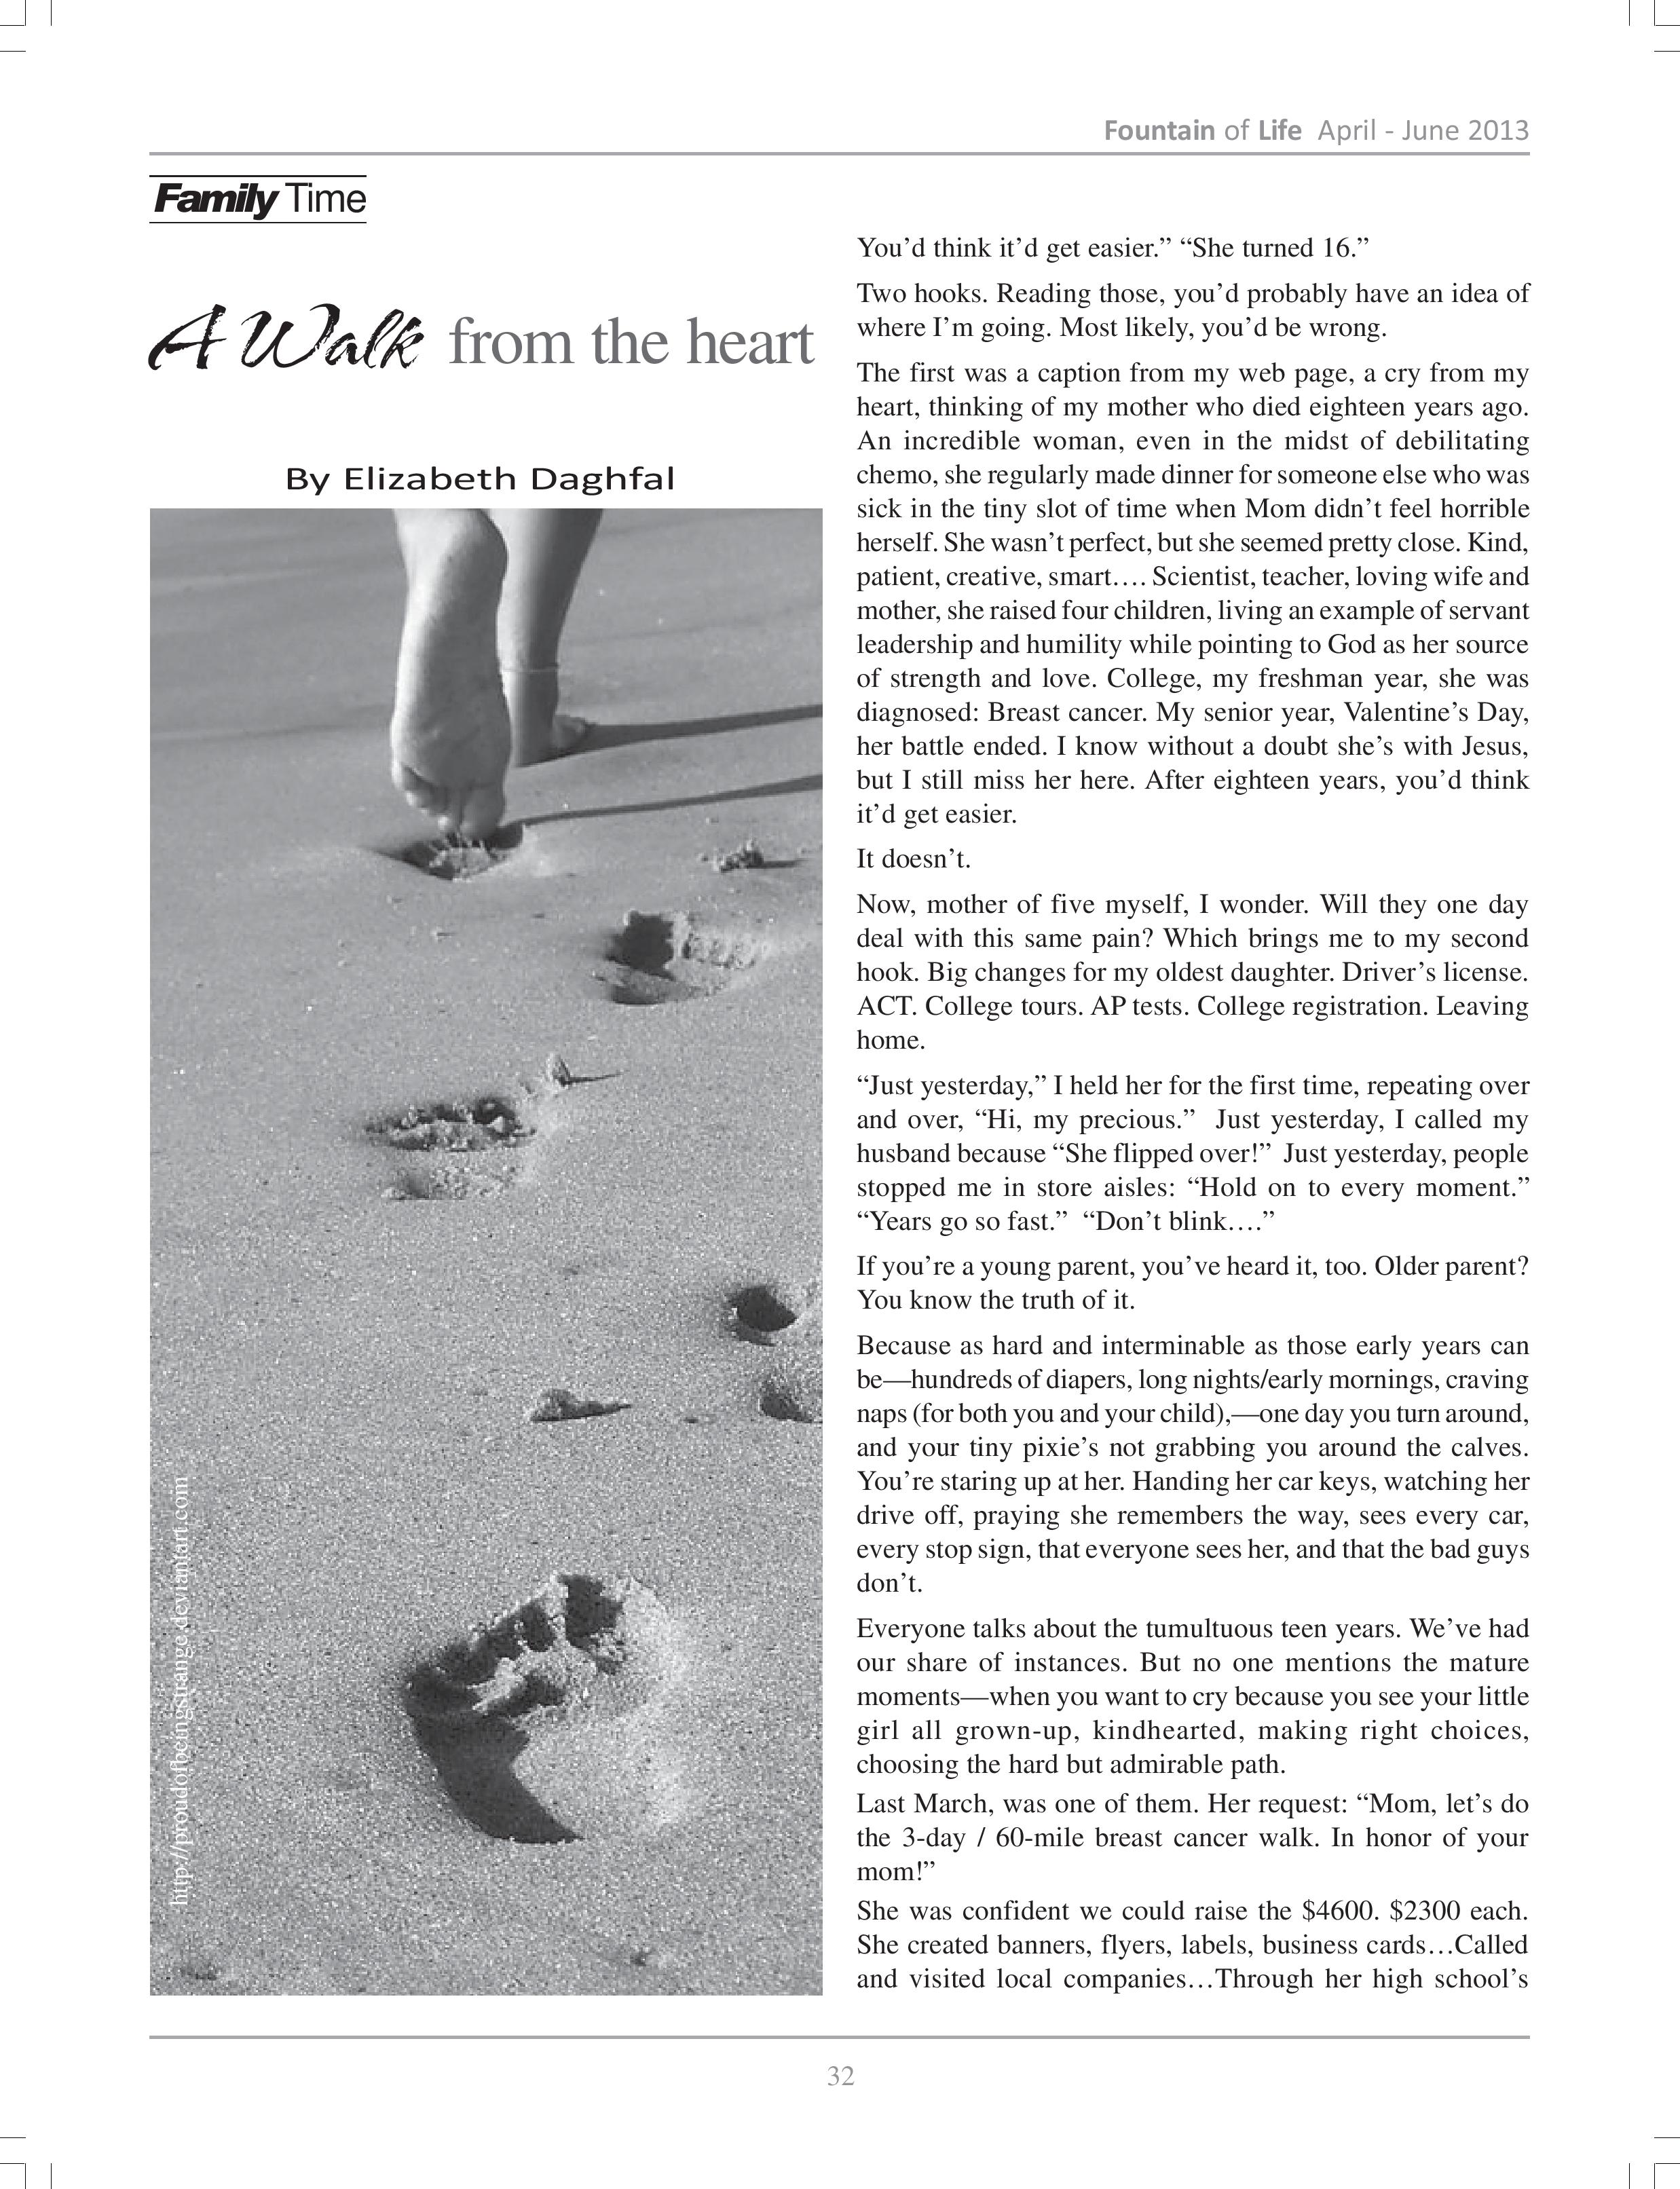 Fountain of Life April - June 2013
Family Time
A Walk from the heart
By Elizabeth Daghfal
http://proudofbeingstrange.deviantart.com
You’d think it’d get easier.” “She turned 16.”
Two hooks. Reading those, you’d probably have an idea of
where I’m going. Most likely, you’d be wrong.
The first was a caption from my web page, a cry from my
heart, thinking of my mother who died eighteen years ago.
An incredible woman, even in the midst of debilitating
chemo, she regularly made dinner for someone else who was
sick in the tiny slot of time when Mom didn’t feel horrible
herself. She wasn’t perfect, but she seemed pretty close. Kind,
patient, creative, smart…. Scientist, teacher, loving wife and
mother, she raised four children, living an example of servant
leadership and humility while pointing to God as her source
of strength and love. College, my freshman year, she was
diagnosed: Breast cancer. My senior year, Valentine’s Day,
her battle ended. I know without a doubt she’s with Jesus,
but I still miss her here. After eighteen years, you’d think
it’d get easier.
It doesn’t.
Now, mother of five myself, I wonder. Will they one day
deal with this same pain? Which brings me to my second
hook. Big changes for my oldest daughter. Driver’s license.
ACT. College tours. AP tests. College registration. Leaving
home.
“Just yesterday,” I held her for the first time, repeating over
and over, “Hi, my precious.” Just yesterday, I called my
husband because “She flipped over!” Just yesterday, people
stopped me in store aisles: “Hold on to every moment.”
“Years go so fast.” “Don’t blink….”
If you’re a young parent, you’ve heard it, too. Older parent?
You know the truth of it.
Because as hard and interminable as those early years can
be—hundreds of diapers, long nights/early mornings, craving
naps (for both you and your child),—one day you turn around,
and your tiny pixie’s not grabbing you around the calves.
You’re staring up at her. Handing her car keys, watching her
drive off, praying she remembers the way, sees every car,
every stop sign, that everyone sees her, and that the bad guys
don’t.
Everyone talks about the tumultuous teen years. We’ve had
our share of instances. But no one mentions the mature
moments—when you want to cry because you see your little
girl all grown-up, kindhearted, making right choices,
choosing the hard but admirable path.
Last March, was one of them. Her request: “Mom, let’s do
the 3-day / 60-mile breast cancer walk. In honor of your
mom!”
She was confident we could raise the $4600. $2300 each.
She created banners, flyers, labels, business cards…Called
and visited local companies…Through her high school’s
32